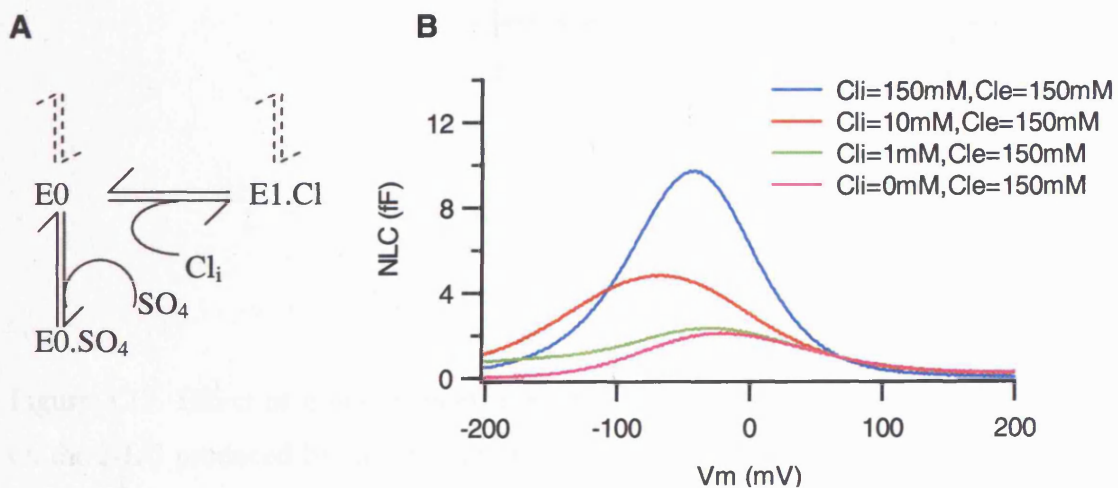 A
E0
E1.Cl
Cli
SO4
E0.SO4
B
NLC (fF)
12
8
4
0
-200
-100
0
100
200
Vm (mV)
Cli=150mM,Cle=150mM
Cli=10mM,Cle=150mM
Cli=1mM,Cle=150mM
Cli=0mM,Cle=150mM